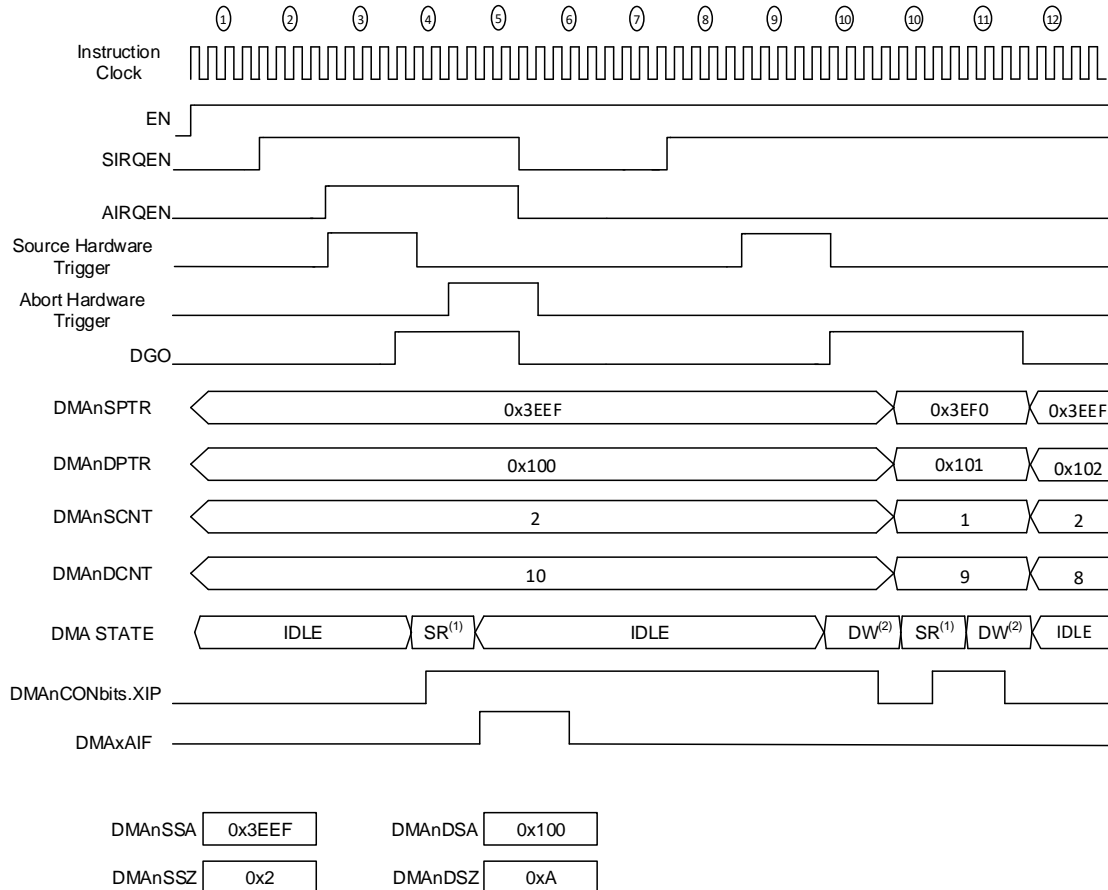 1 2 3 4 5 6 7 8 9 10 10 11 12
Instruction
Clock
EN
SIRQEN
AIRQEN
Source Hardware
Trigger
Abort Hardware
Trigger
DGO
DMAnSPTR 0x3EEF 0x3EF0 0x3EEF
DMAnDPTR 0x100 0x101 0x102
DMAnSCNT 2 1 2
DMAnDCNT 10 9 8
DMA STATE IDLE SR(1) IDLE DW(2) SR(1) DW(2) IDLE
DMAnCONbits.XIP
DMAxAIF
DMAnSSA 0x3EEF DMAnDSA 0x100
DMAnSSZ 0x2 DMAnDSZ 0xA